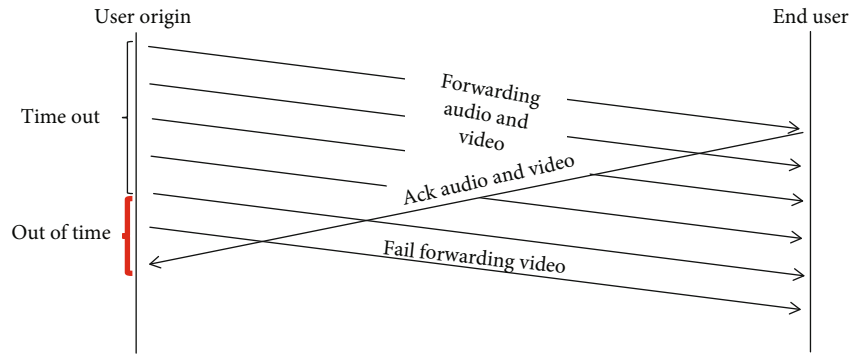 User origin
End user
Forwarding
audio and
video
Time out
Ack audio and video
Out of time
Fail forwarding video